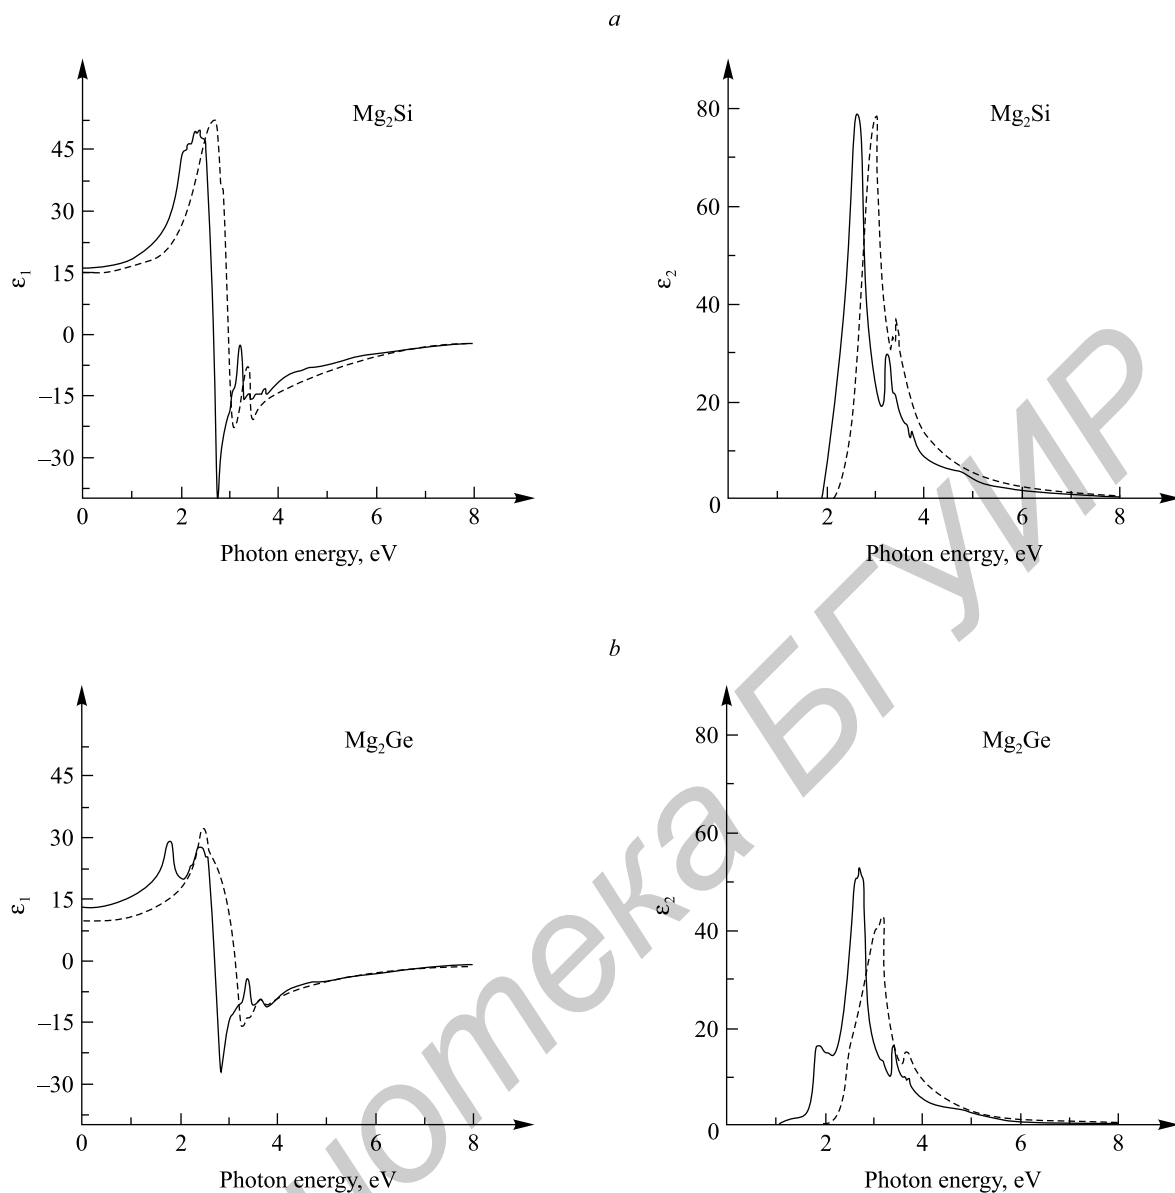 a
Mg₂Si
45
30
15
0
–15
–30
ε₁
0 2 4 6 8
Photon energy, eV
Mg₂Si
80
60
40
20
0
ε₂
2 4 6 8
Photon energy, eV
b
Mg₂Ge
45
30
15
0
–15
–30
ε₁
0 2 4 6 8
Photon energy, eV
Mg₂Ge
80
60
40
20
0
ε₂
2 4 6 8
Photon energy, eV
иотека БГУИР